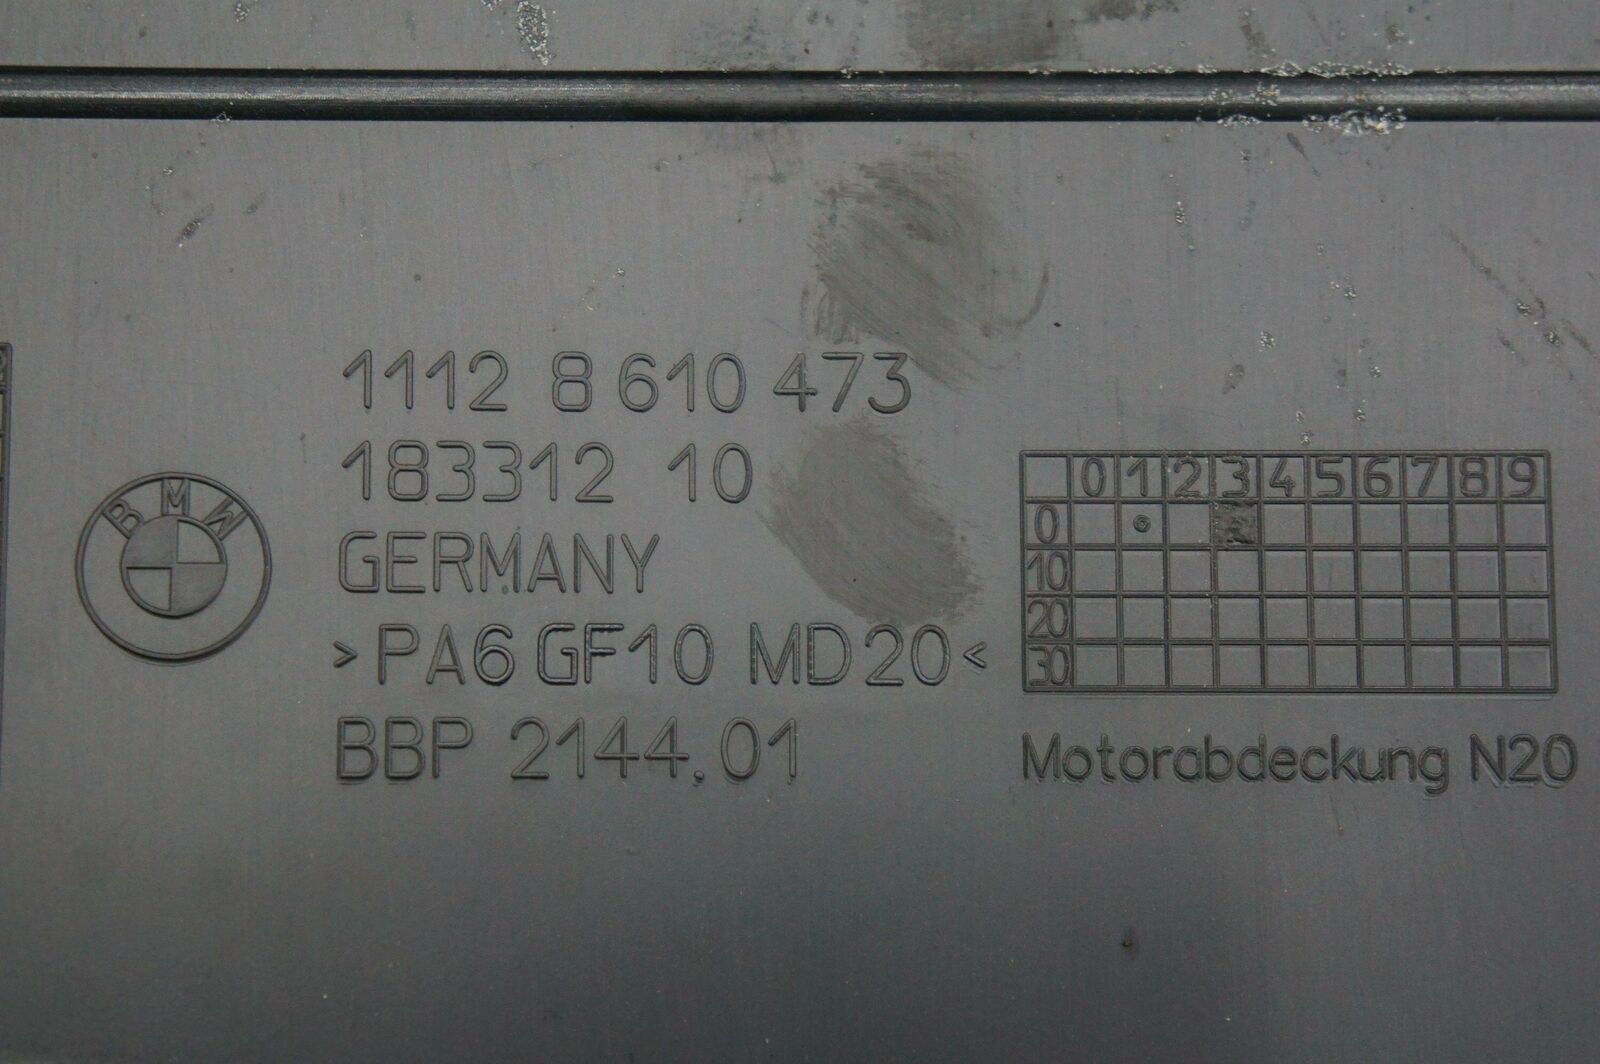 1112 8 610 473
183312 10
GERMANY
>PA6 GF10 MD20<
BBP 2144.01
BMW
0 1 2 3 4 5 6 7 8 9
0
10
20
30
Motorabdeckung N20